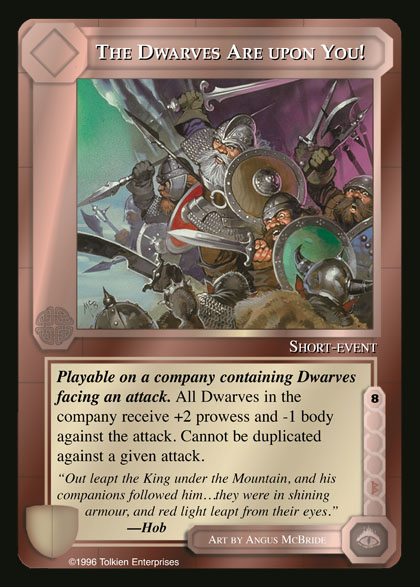 The Dwarves Are upon You!
McB
Short-event
Playable on a company containing Dwarves
facing an attack. All Dwarves in the
company receive +2 prowess and -1 body
against the attack. Cannot be duplicated
against a given attack.
8
“Out leapt the King under the Mountain, and his
companions followed him…they were in shining
armour, and red light leapt from their eyes.”
—Hob
Art by Angus McBride
©1996 Tolkien Enterprises